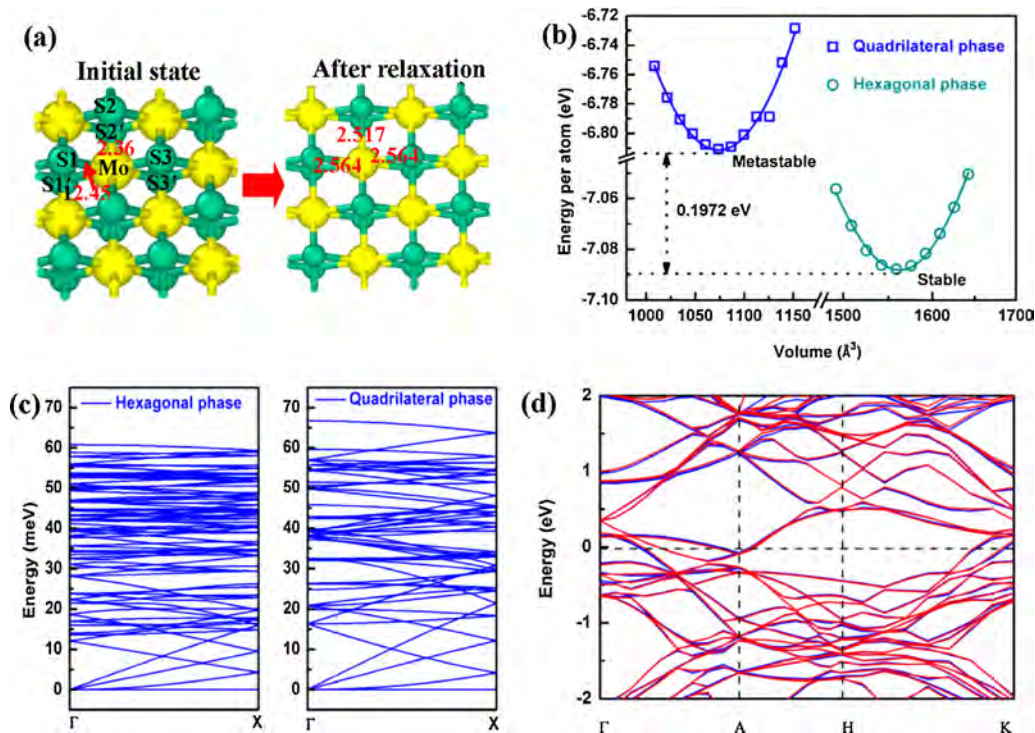 (a)
Initial state
After relaxation
S2
S2'
2.36
S1
Mo
S3
S1'
2.45
S3'
2.517
2.564
2.564
(b)
Energy per atom (eV)
-6.72
-6.74
-6.76
-6.78
-6.80
-7.06
-7.08
-7.10
Quadrilateral phase
Hexagonal phase
Metastable
0.1972 eV
Stable
1000 1050 1100 1150 1500 1600 1700
Volume (Å³)
(c)
Energy (meV)
70
60
50
40
30
20
10
0
Hexagonal phase
Γ X
70
60
50
40
30
20
10
0
Quadrilateral phase
Γ X
(d)
Energy (eV)
2
1
0
-1
-2
Γ A H K